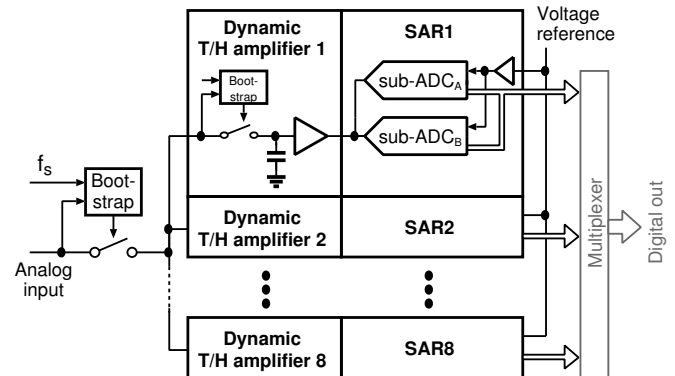 Dynamic
T/H amplifier 1
SAR1
Voltage
reference
Boot-
strap
sub-ADCA
sub-ADCB
fs
Boot-
strap
Analog
input
Dynamic
T/H amplifier 2
SAR2
Multiplexer
Digital out
Dynamic
T/H amplifier 8
SAR8